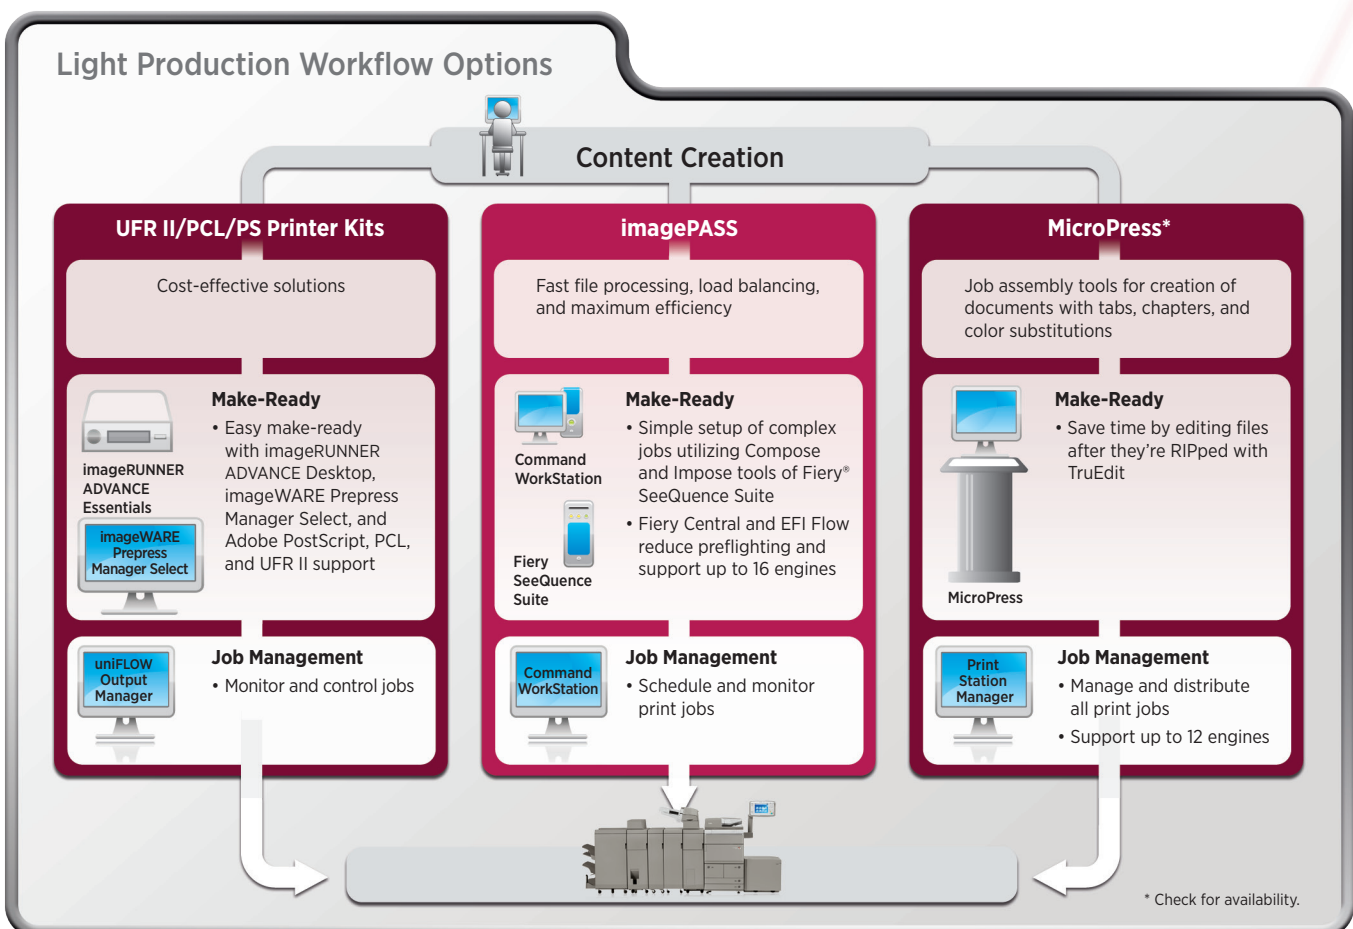 Light Production Workflow Options
Content Creation
UFR II/PCL/PS Printer Kits
Cost-effective solutions
Make-Ready
• Easy make-ready
with imageRUNNER
ADVANCE Desktop,
imageWARE Prepress
Manager Select, and
Adobe PostScript, PCL,
and UFR II support
imageRUNNER
ADVANCE
Essentials
imageWARE
Prepress
Manager Select
uniFLOW
Output
Manager
Job Management
• Monitor and control jobs
imagePASS
Fast file processing, load balancing,
and maximum efficiency
Make-Ready
• Simple setup of complex
jobs utilizing Compose
and Impose tools of Fiery®
SeeQuence Suite
• Fiery Central and EFI Flow
reduce preflighting and
support up to 16 engines
Command
WorkStation
Fiery
SeeQuence
Suite
Command
WorkStation
Job Management
• Schedule and monitor
print jobs
MicroPress*
Job assembly tools for creation of
documents with tabs, chapters, and
color substitutions
Make-Ready
• Save time by editing files
after they're RIPped with
TruEdit
MicroPress
Print
Station
Manager
Job Management
• Manage and distribute
all print jobs
• Support up to 12 engines
* Check for availability.